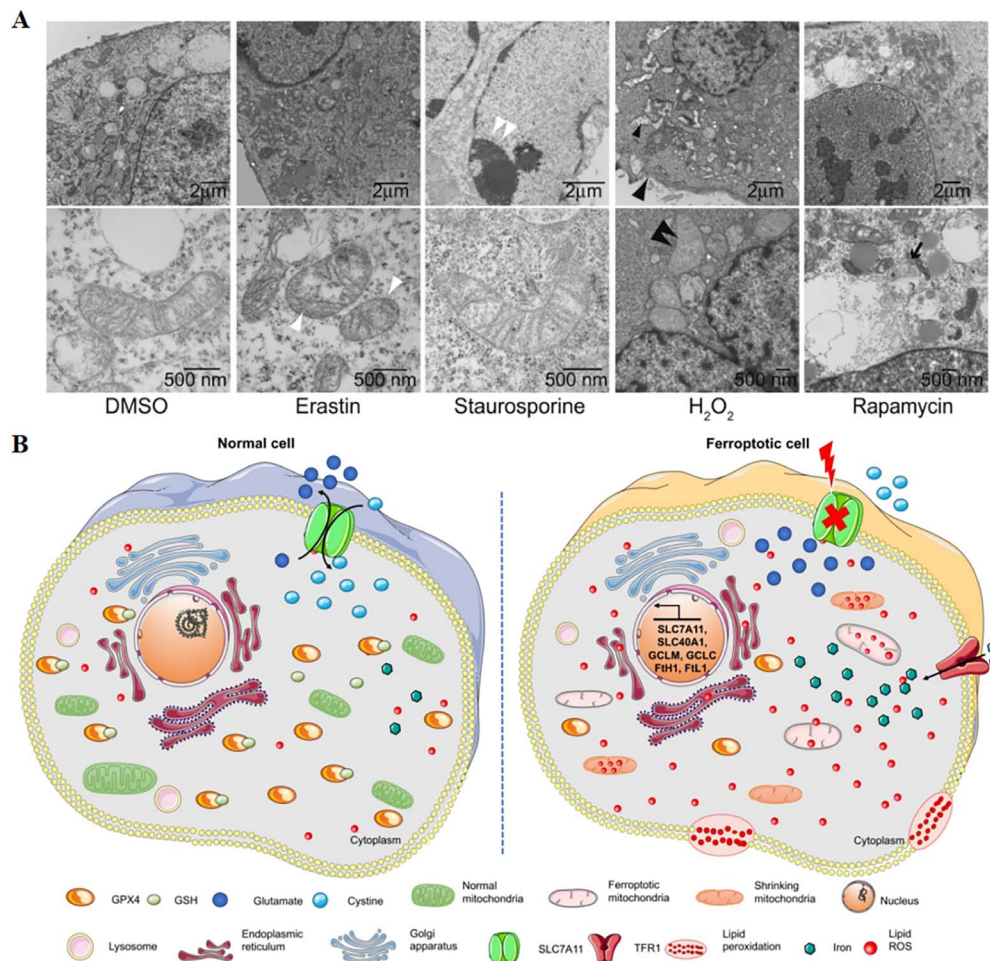 A
2μm
2μm
2μm
2μm
2μm
500 nm
500 nm
500 nm
500 nm
500 nm
DMSO
Erastin
Staurosporine
H₂O₂
Rapamycin
B
Normal cell
Ferroptotic cell
SLC7A11,
SLC40A1,
GCLM, GCLC
FtH1, FtL1
Cytoplasm
Cytoplasm
GPX4
GSH
Glutamate
Cystine
Normal
mitochondria
Ferroptotic
mitochondria
Shrinking
mitochondria
Nucleus
Lysosome
Endoplasmic
reticulum
Golgi
apparatus
SLC7A11
TFR1
Lipid
peroxidation
Iron
Lipid
ROS